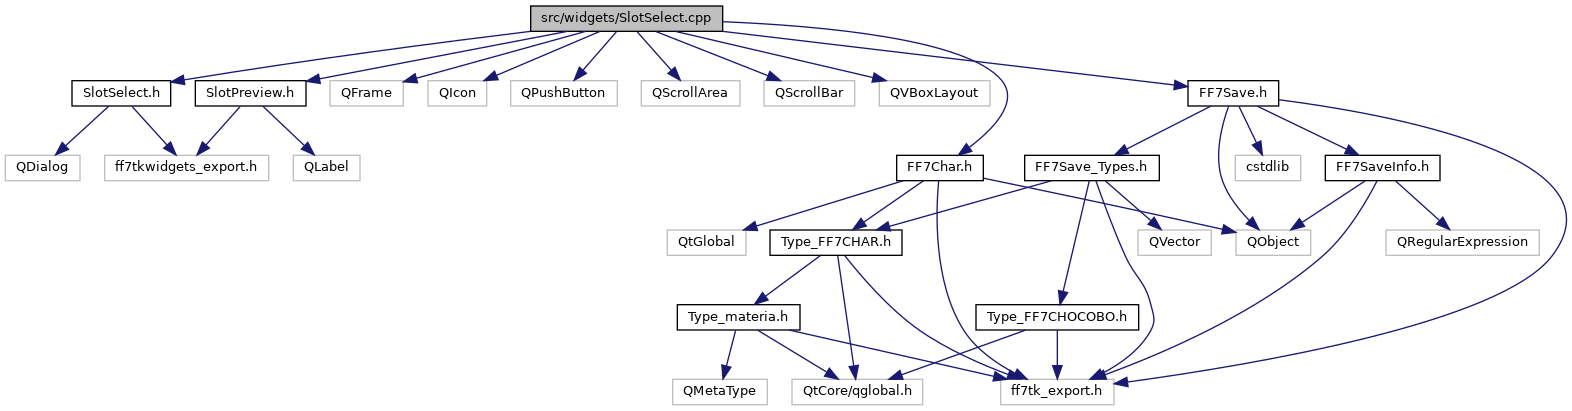 src/widgets/SlotSelect.cpp
SlotSelect.h
SlotPreview.h
QFrame
QIcon
QPushButton
QScrollArea
QScrollBar
QVBoxLayout
FF7Save.h
QDialog
ff7tkwidgets_export.h
QLabel
FF7Char.h
FF7Save_Types.h
cstdlib
FF7SaveInfo.h
QtGlobal
Type_FF7CHAR.h
QVector
QObject
QRegularExpression
Type_materia.h
Type_FF7CHOCOBO.h
QMetaType
QtCore/qglobal.h
ff7tk_export.h